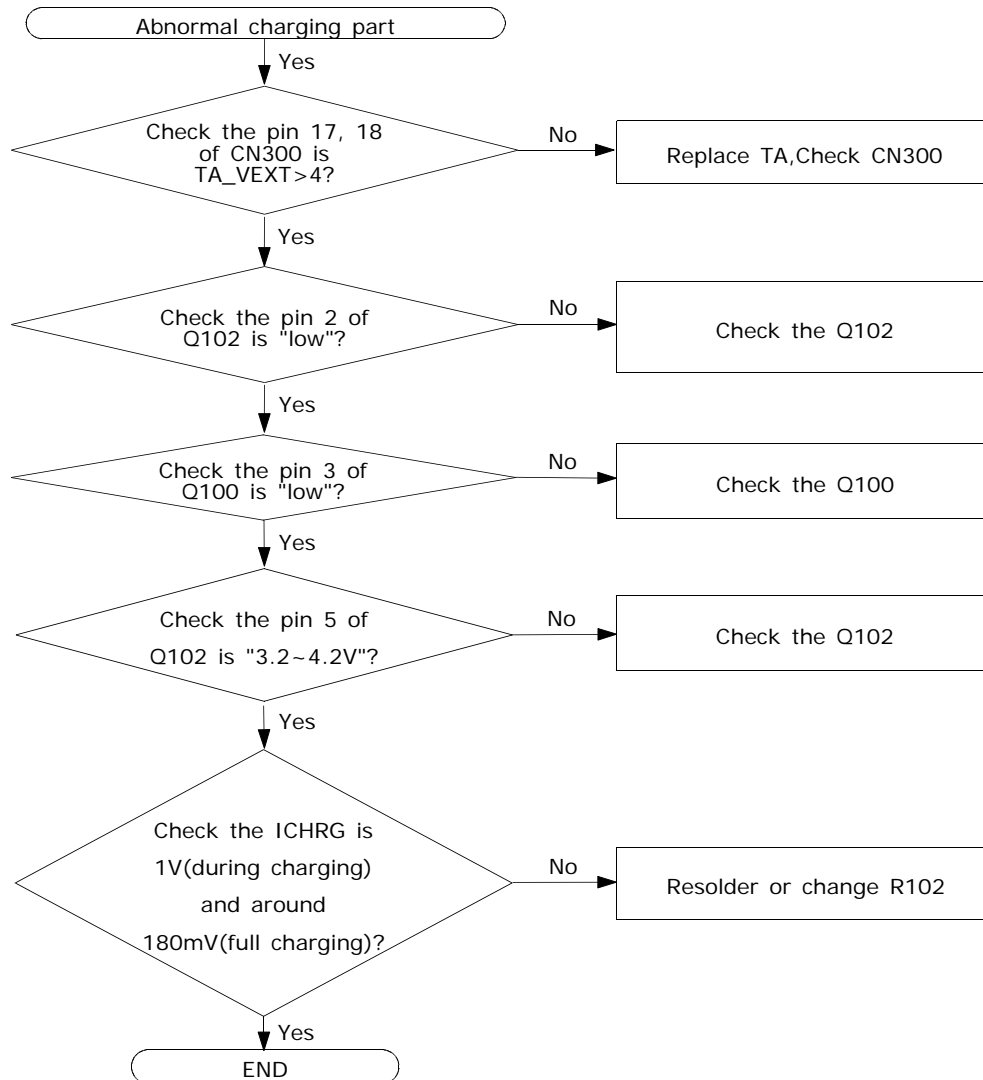 Abnormal charging part
Yes
Check the pin 17, 18
of CN300 is
TA_VEXT>4?
No
Replace TA,Check CN300
Yes
Check the pin 2 of
Q102 is "low"?
No
Check the Q102
Yes
Check the pin 3 of
Q100 is "low"?
No
Check the Q100
Yes
Check the pin 5 of
Q102 is "3.2~4.2V"?
No
Check the Q102
Yes
Check the ICHRG is
1V(during charging)
and around
180mV(full charging)?
No
Resolder or change R102
Yes
END